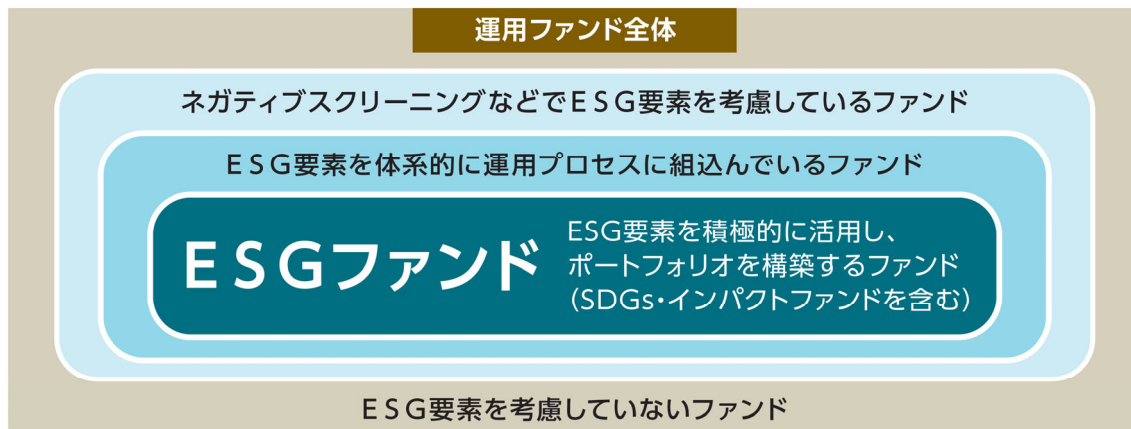 運用ファンド全体
ネガティブスクリーニングなどでESG要素を考慮しているファンド
ESG要素を体系的に運用プロセスに組込んでいるファンド
ESGファンド
ESG要素を積極的に活用し、
ポートフォリオを構築するファンド
（SDGs・インパクトファンドを含む）
ESG要素を考慮していないファンド